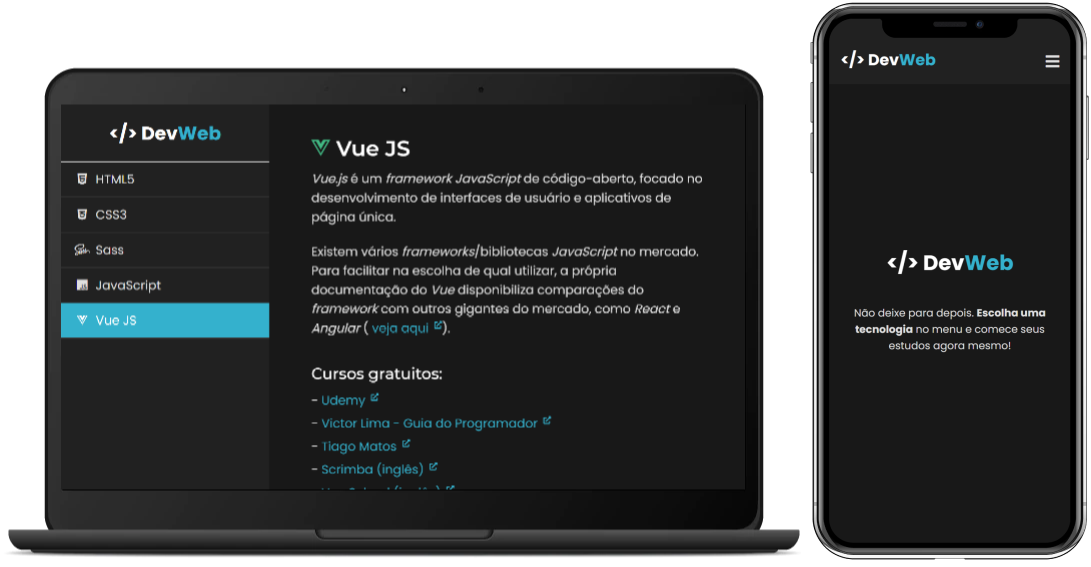 </> DevWeb
HTML5
CSS3
Sass
JavaScript
Vue JS
Vue JS
Vue.js é um framework JavaScript de código-aberto, focado no
desenvolvimento de interfaces de usuário e aplicativos de
página única.
Existem vários frameworks/bibliotecas JavaScript no mercado.
Para facilitar na escolha de qual utilizar, a própria
documentação do Vue disponibiliza comparações do
framework com outros gigantes do mercado, como React e
Angular ( veja aqui ).
Cursos gratuitos:
- Udemy
- Victor Lima - Guia do Programador
- Tiago Matos
- Scrimba (inglês)
</> DevWeb
</> DevWeb
Não deixe para depois. Escolha uma
tecnologia no menu e comece seus
estudos agora mesmo!